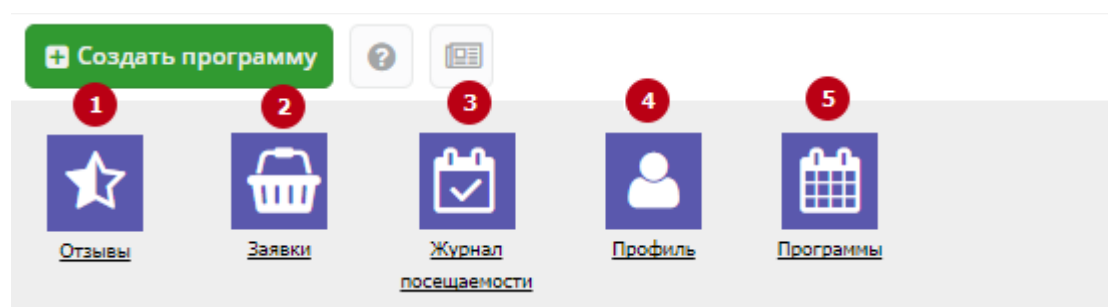 Создать программу
1 2 3 4 5
Отзывы Заявки Журнал посещаемости Профиль Программы